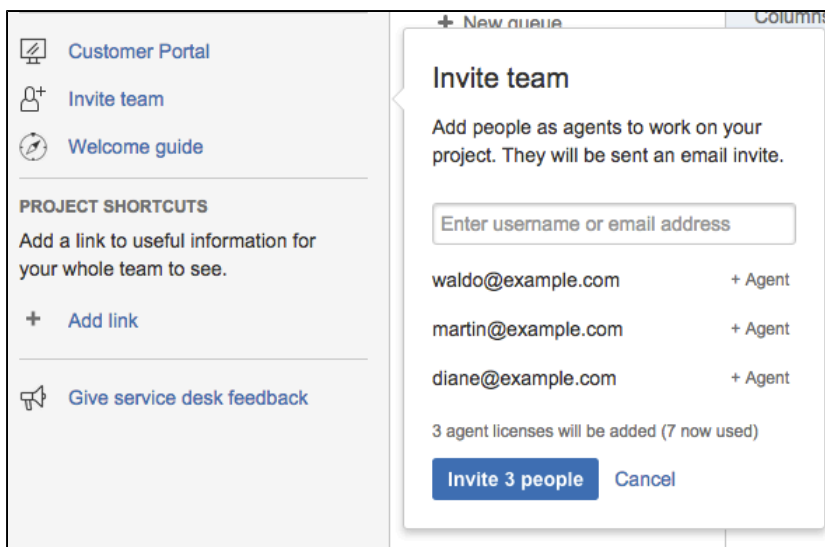 Customer Portal
Invite team
Welcome guide
PROJECT SHORTCUTS
Add a link to useful information for
your whole team to see.
+ Add link
Give service desk feedback
+ New queue
Columns
Invite team
Add people as agents to work on your
project. They will be sent an email invite.
Enter username or email address
waldo@example.com + Agent
martin@example.com + Agent
diane@example.com + Agent
3 agent licenses will be added (7 now used)
Invite 3 people Cancel